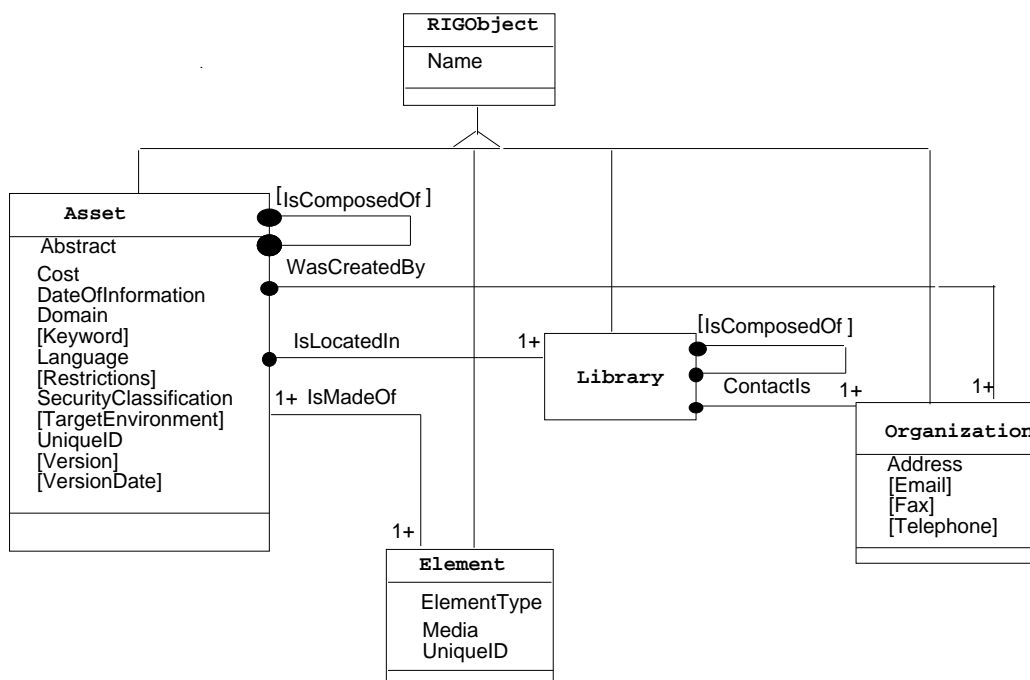 RIGObject
Name
Asset
Abstract
Cost
DateOfInformation
Domain
[Keyword]
Language
[Restrictions]
SecurityClassification
[TargetEnvironment]
UniqueID
[Version]
[VersionDate]
[IsComposedOf ]
WasCreatedBy
IsLocatedIn
1+
1+ IsMadeOf
1+
Library
[IsComposedOf ]
ContactIs
1+
1+
Organization
Address
[Email]
[Fax]
[Telephone]
Element
ElementType
Media
UniqueID